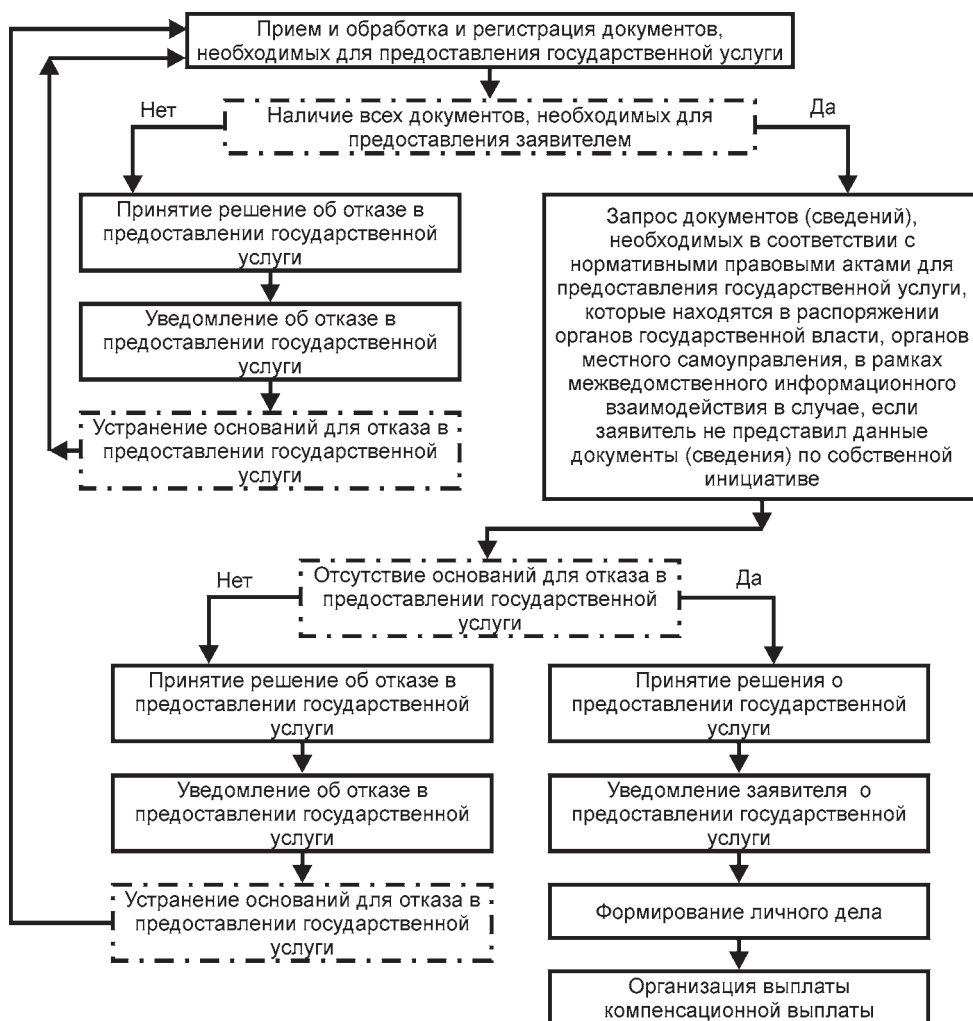 Прием и обработка и регистрация документов,
необходимых для предоставления государственной услуги
Нет
Наличие всех документов, необходимых для
предоставления заявителем
Да
Принятие решение об отказе в
предоставлении государственной
услуги
Уведомление об отказе в
предоставлении государственной
услуги
Устранение оснований для отказа в
предоставлении государственной
услуги
Запрос документов (сведений),
необходимых в соответствии с
нормативными правовыми актами для
предоставления государственной услуги,
которые находятся в распоряжении
органов государственной власти, органов
местного самоуправления, в рамках
межведомственного информационного
взаимодействия в случае, если
заявитель не представил данные
документы (сведения) по собственной
инициативе
Нет
Отсутствие оснований для отказа в
предоставлении государственной
услуги
Да
Принятие решение об отказе в
предоставлении государственной
услуги
Уведомление об отказе в
предоставлении государственной
услуги
Устранение оснований для отказа в
предоставлении государственной
услуги
Принятие решения о
предоставлении государственной
услуги
Уведомление заявителя о
предоставлении государственной
услуги
Формирование личного дела
Организация выплаты
компенсационной выплаты